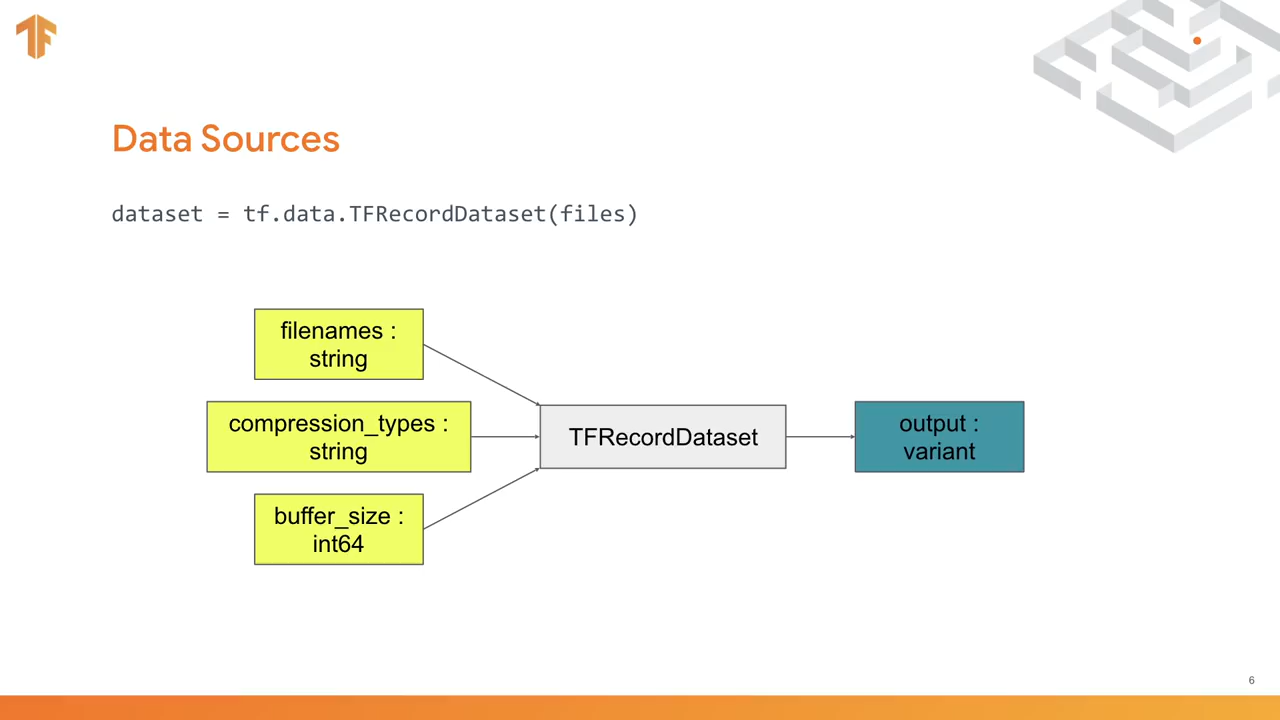 Data Sources
dataset = tf.data.TFRecordDataset(files)
filenames :
string
compression_types :
string
buffer_size :
int64
TFRecordDataset
output :
variant
6